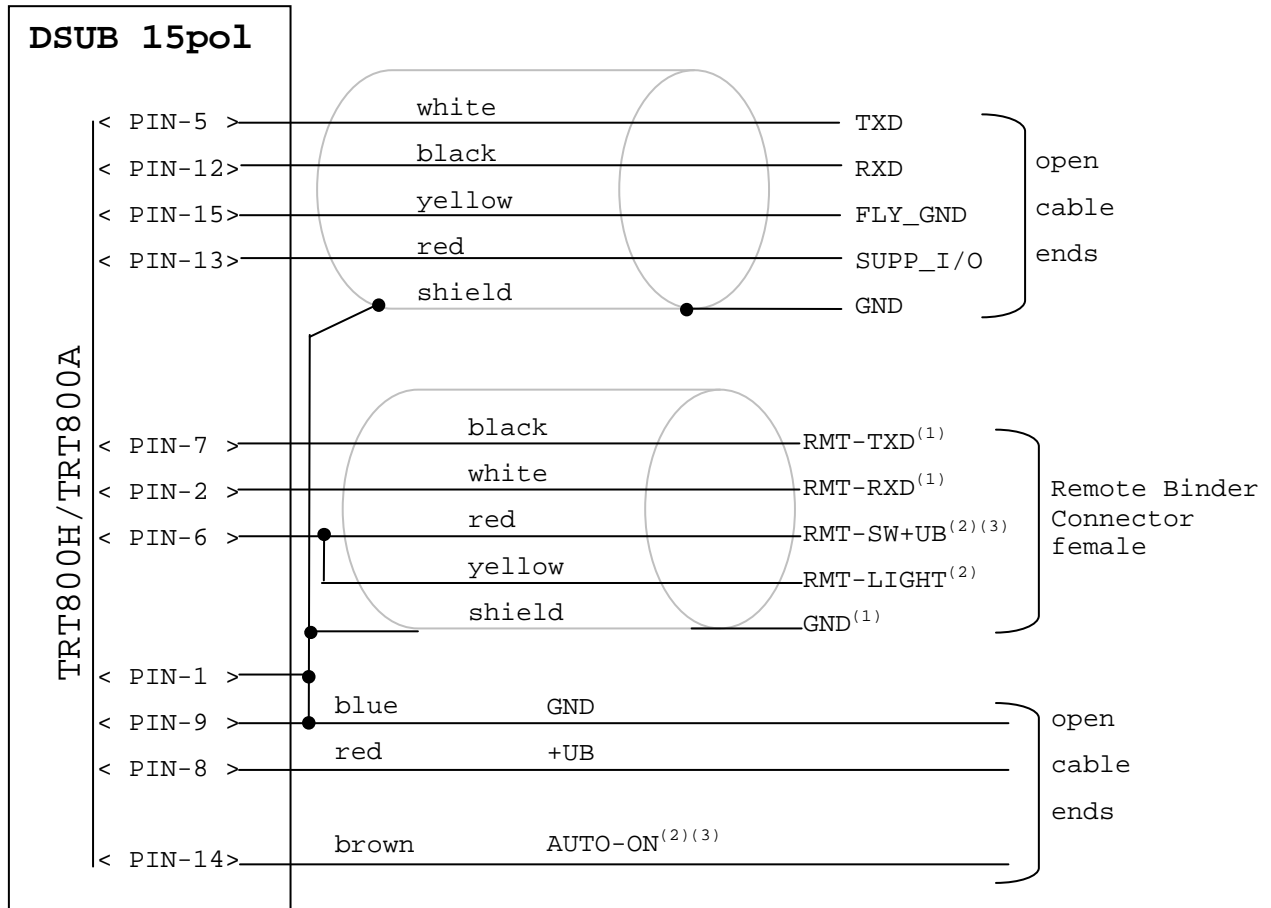 DSUB 15pol
TRT800H/TRT800A
< PIN-5 > white TXD
< PIN-12> black RXD
< PIN-15> yellow FLY_GND
< PIN-13> red SUPP_I/O
shield GND
open
cable
ends
< PIN-7 > black RMT-TXD(1)
< PIN-2 > white RMT-RXD(1)
< PIN-6 > red RMT-SW+UB(2)(3)
yellow RMT-LIGHT(2)
shield GND(1)
Remote Binder
Connector
female
< PIN-1 >
< PIN-9 > blue GND
< PIN-8 > red +UB
< PIN-14> brown AUTO-ON(2)(3)
open
cable
ends